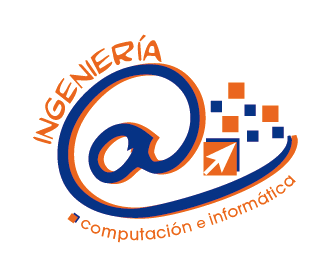 INGENIERÍA
@
computación e informática